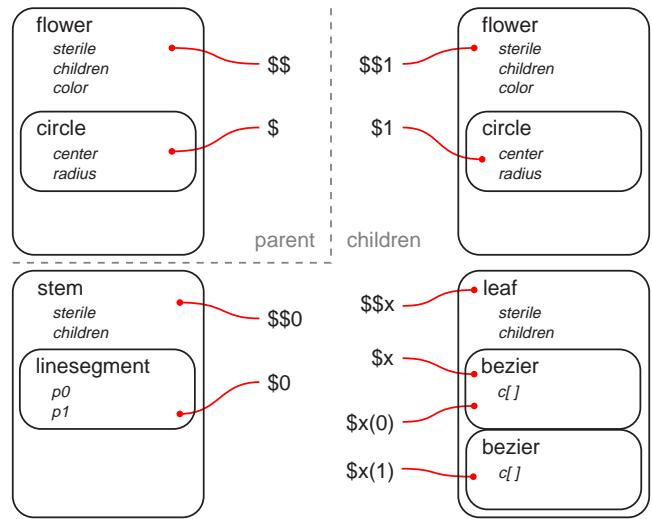 flower
sterile
children
color
circle
center
radius
$$
$
parent
flower
sterile
children
color
circle
center
radius
$$1
$1
children
stem
sterile
children
linesegment
p0
p1
$$0
$0
leaf
sterile
children
bezier
c[ ]
bezier
c[ ]
$$x
$x
$x(0)
$x(1)